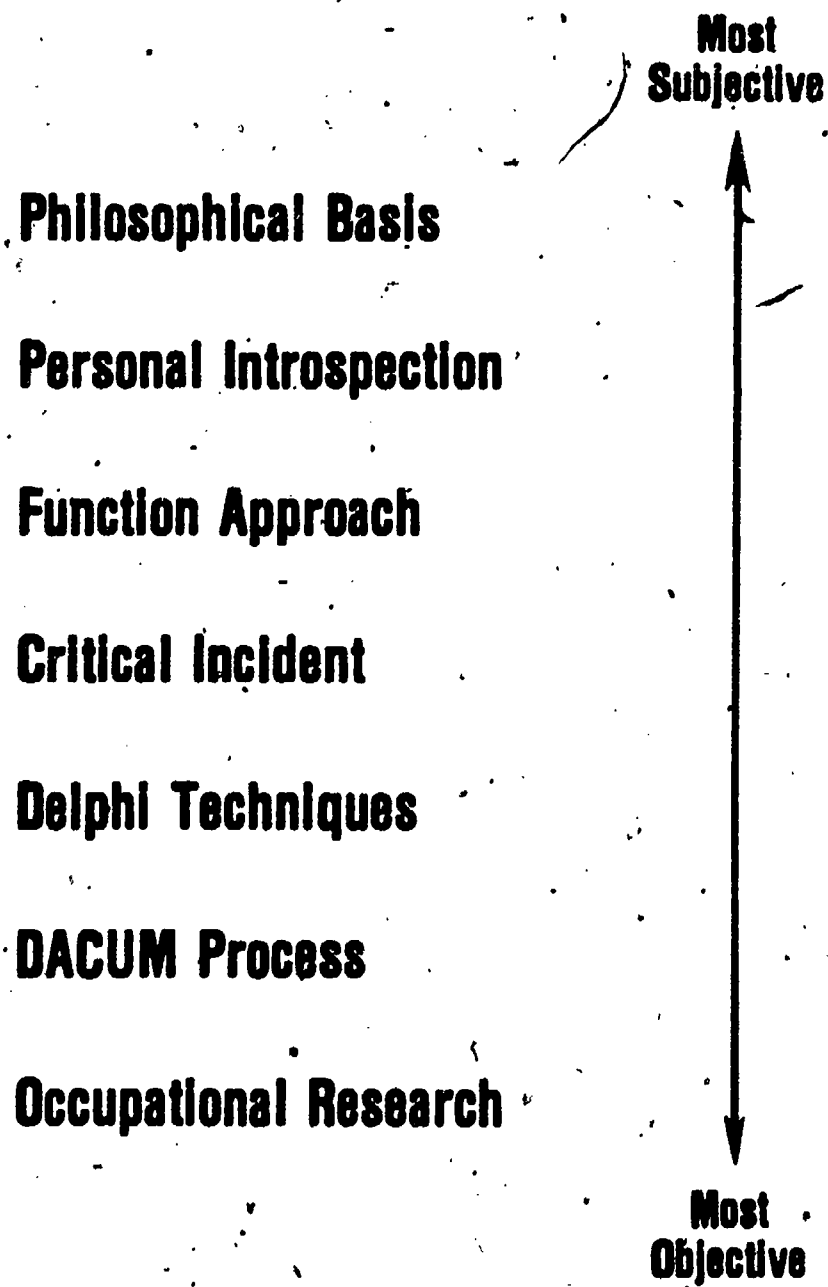 Most
Subjective
Philosophical Basis
Personal Introspection
Function Approach
Critical Incident
Delphi Techniques
DACUM Process
Occupational Research
Most
Objective